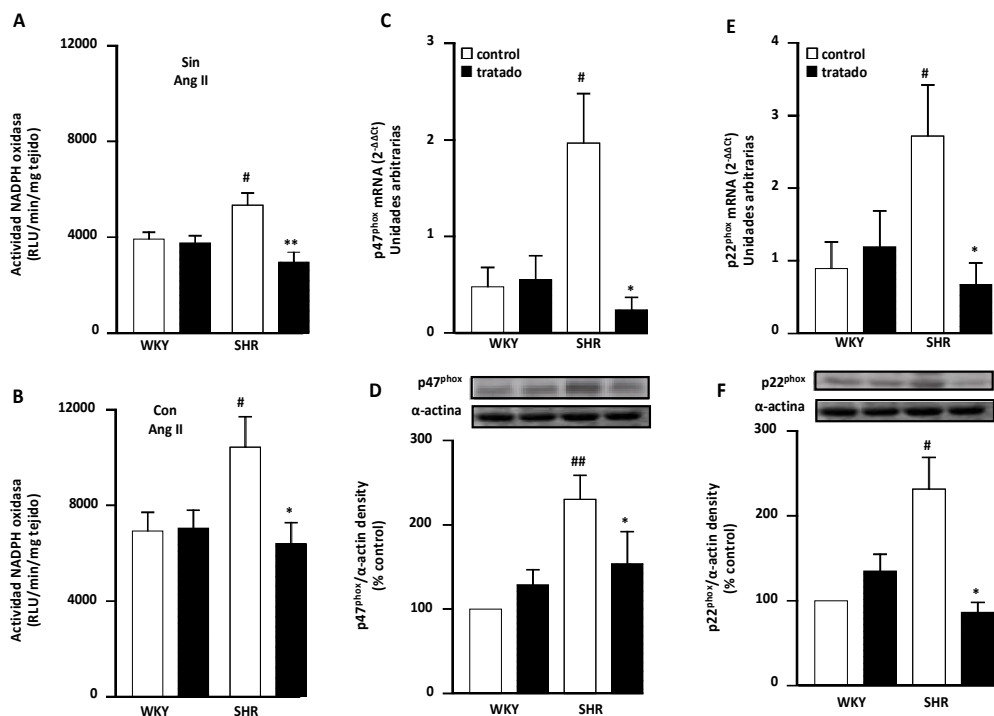 A
Actividad NADPH oxidasa
(RLU/min/mg tejido)
12000
8000
4000
0
Sin
Ang II
#
**
WKY
SHR
B
Actividad NADPH oxidasa
(RLU/min/mg tejido)
12000
8000
4000
0
Con
Ang II
#
*
WKY
SHR
C
p47phox mRNA (2-ΔΔCt)
Unidades arbitrarias
3
2
1
0
control
tratado
#
*
WKY
SHR
D
p47phox
α-actina
p47phox/α-actin density
(% control)
300
200
100
0
##
*
WKY
SHR
E
p22phox mRNA (2-ΔΔCt)
Unidades arbitrarias
4
3
2
1
0
control
tratado
#
*
WKY
SHR
F
p22phox
α-actina
p22phox/α-actin density
(% control)
300
200
100
0
#
*
WKY
SHR